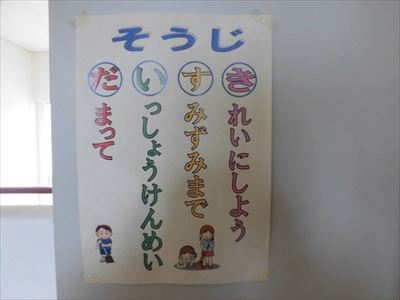 そうじ
だまって
いっしょうけんめい
すみずみまで
きれいにしよう